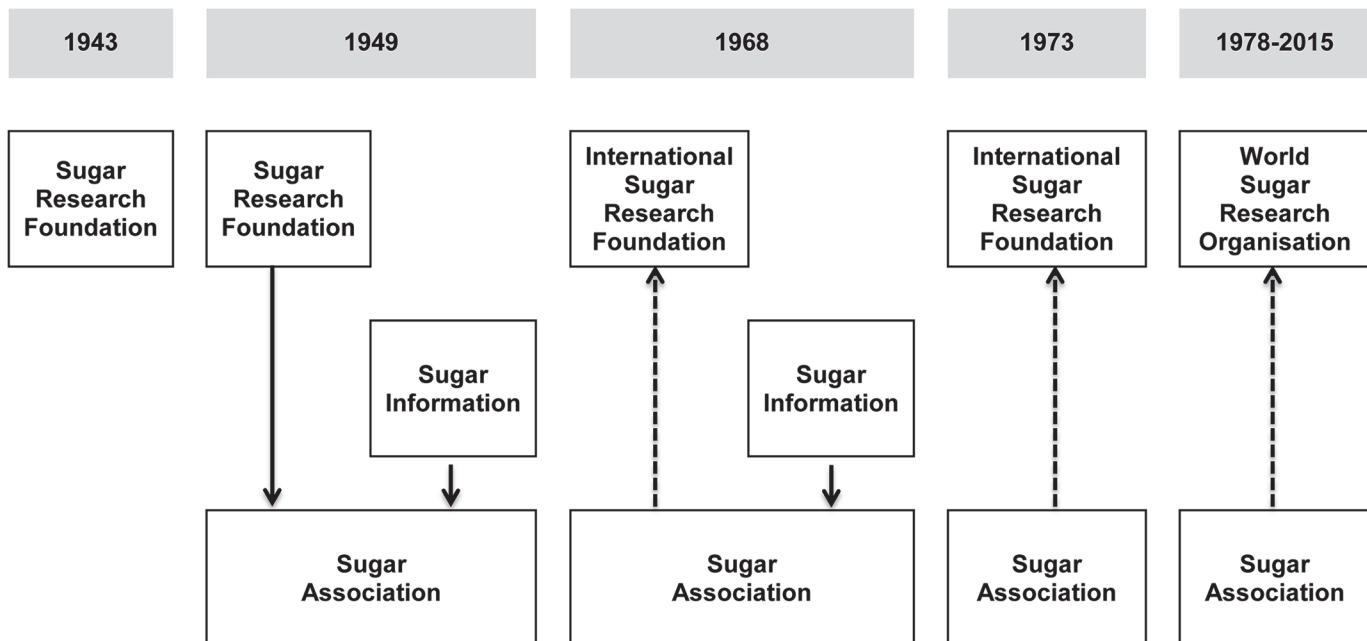 1943
1949
1968
1973
1978-2015
Sugar
Research
Foundation
Sugar
Research
Foundation
International
Sugar
Research
Foundation
International
Sugar
Research
Foundation
World
Sugar
Research
Organisation
Sugar
Information
Sugar
Information
Sugar
Association
Sugar
Association
Sugar
Association
Sugar
Association